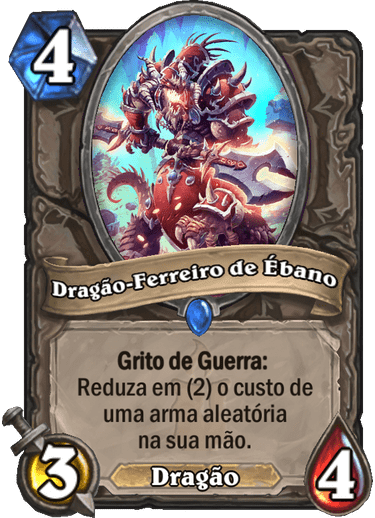 4
Dragão-Ferreiro de Ébano
Grito de Guerra:
Reduza em (2) o custo de
uma arma aleatória
na sua mão.
3
Dragão
4